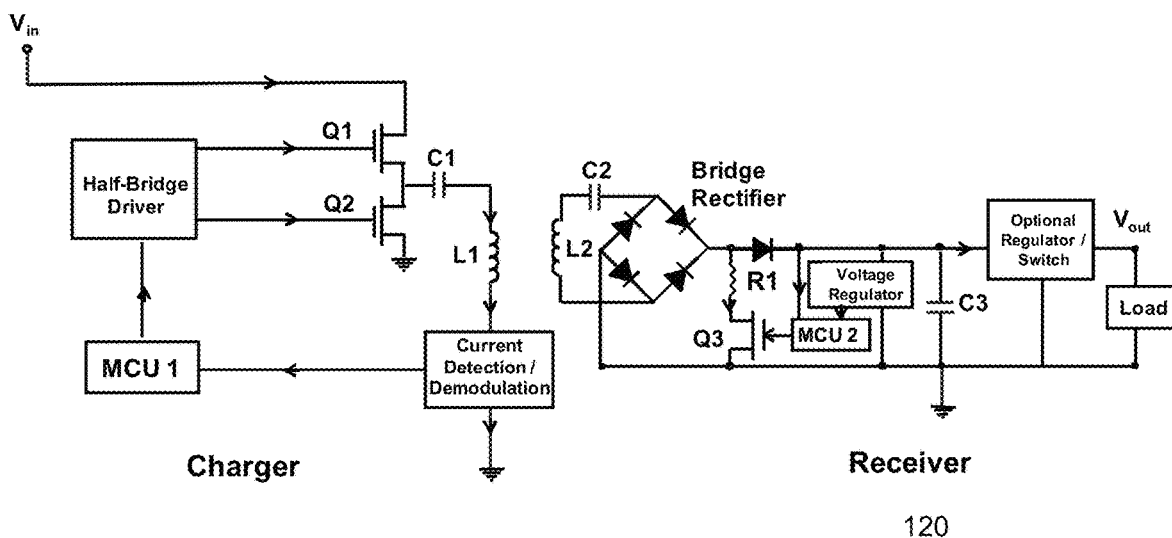 Vin
Q1
Half-Bridge
Driver
Q2
C1
L1
MCU 1
Current
Detection /
Demodulation
Charger
C2
Bridge
Rectifier
L2
R1
Voltage
Regulator
Q3
MCU 2
C3
Optional
Regulator /
Switch
Vout
Load
Receiver
120